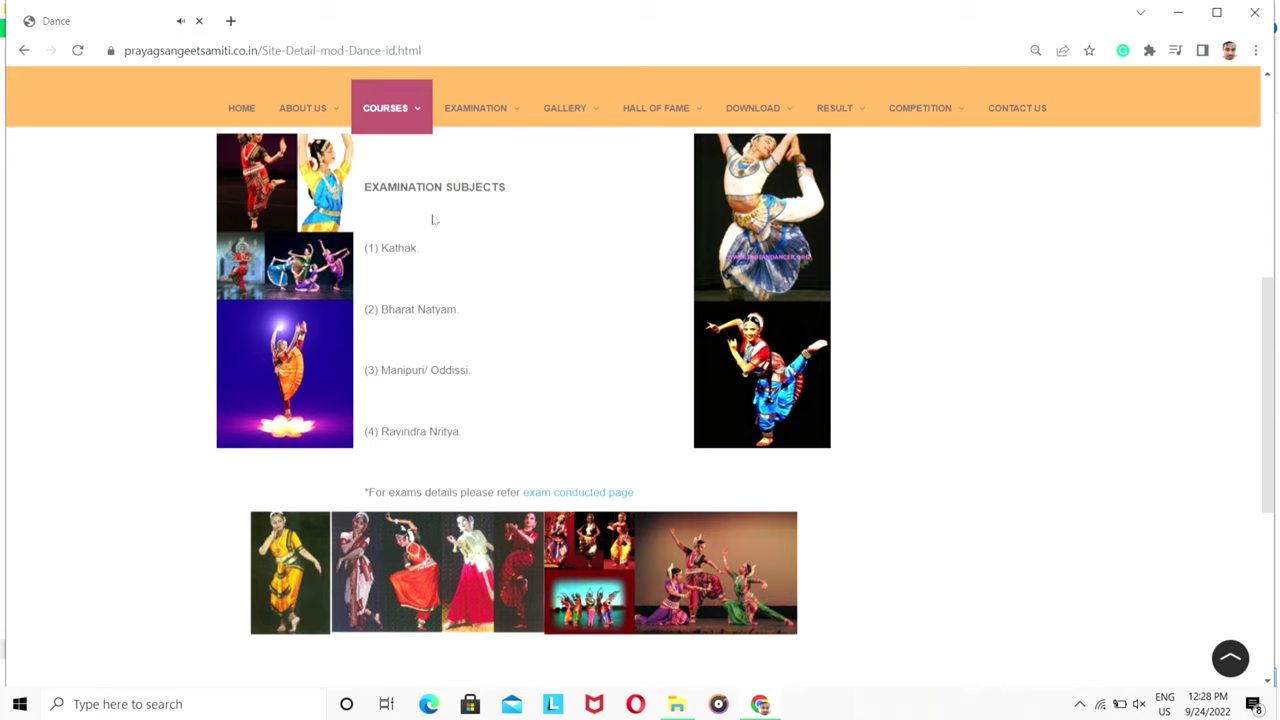 Dance
prayagsangeetsamiti.co.in/Site-Detail-mod-Dance-id.html
HOME ABOUT US COURSES EXAMINATION GALLERY HALL OF FAME DOWNLOAD RESULT COMPETITION CONTACT US
EXAMINATION SUBJECTS
(1) Kathak.
(2) Bharat Natyam.
(3) Manipuri/ Oddissi.
(4) Ravindra Nritya.
*For exams details please refer exam conducted page.
Type here to search
ENG
US
12:28 PM
9/24/2022
8